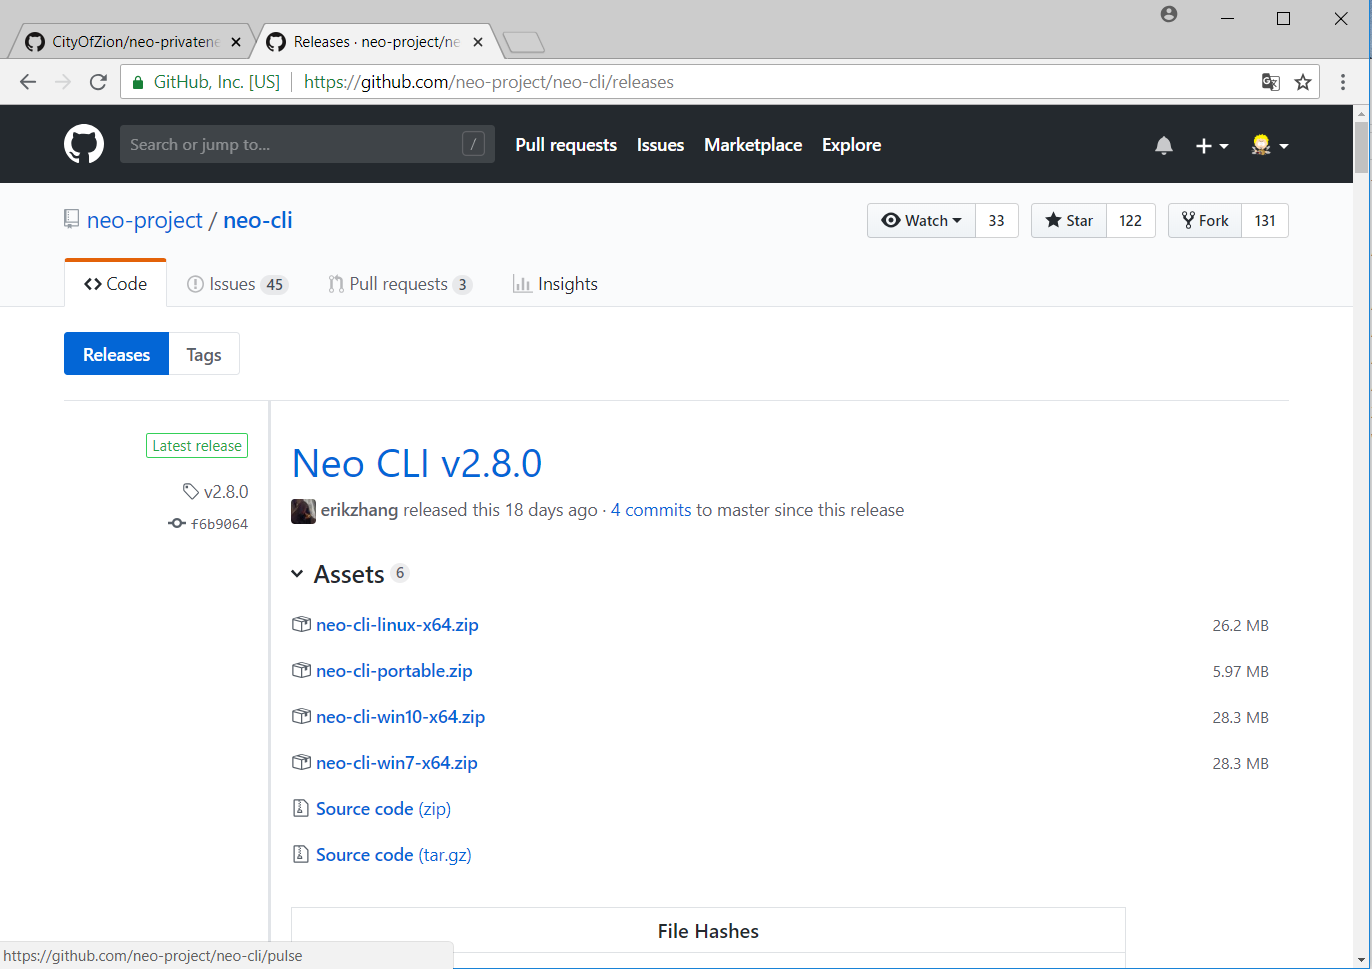 CityOfZion/neo-privatene
Releases · neo-project/ne
GitHub, Inc. [US] https://github.com/neo-project/neo-cli/releases
Search or jump to... / Pull requests Issues Marketplace Explore
neo-project / neo-cli Watch 33 Star 122 Fork 131
Code Issues 45 Pull requests 3 Insights
Releases Tags
Latest release
v2.8.0
f6b9064
Neo CLI v2.8.0
erikzhang released this 18 days ago · 4 commits to master since this release
Assets 6
neo-cli-linux-x64.zip 26.2 MB
neo-cli-portable.zip 5.97 MB
neo-cli-win10-x64.zip 28.3 MB
neo-cli-win7-x64.zip 28.3 MB
Source code (zip)
Source code (tar.gz)
File Hashes
https://github.com/neo-project/neo-cli/pulse